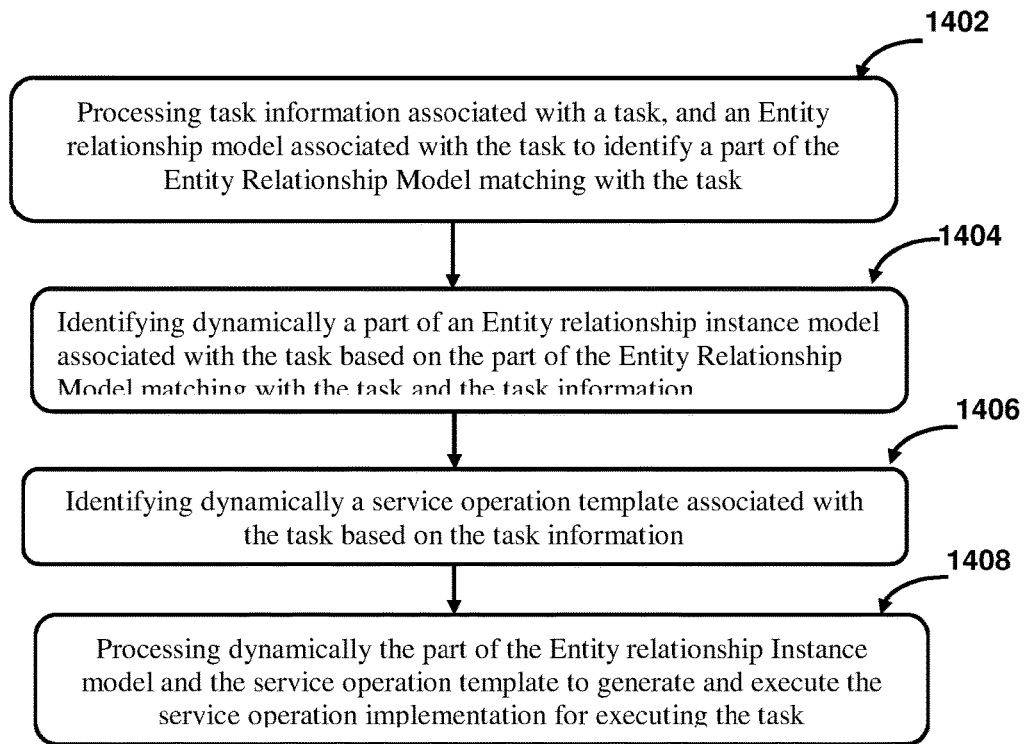 1402
Processing task information associated with a task, and an Entity
relationship model associated with the task to identify a part of the
Entity Relationship Model matching with the task
1404
Identifying dynamically a part of an Entity relationship instance model
associated with the task based on the part of the Entity Relationship
Model matching with the task and the task information
1406
Identifying dynamically a service operation template associated with
the task based on the task information
1408
Processing dynamically the part of the Entity relationship Instance
model and the service operation template to generate and execute the
service operation implementation for executing the task